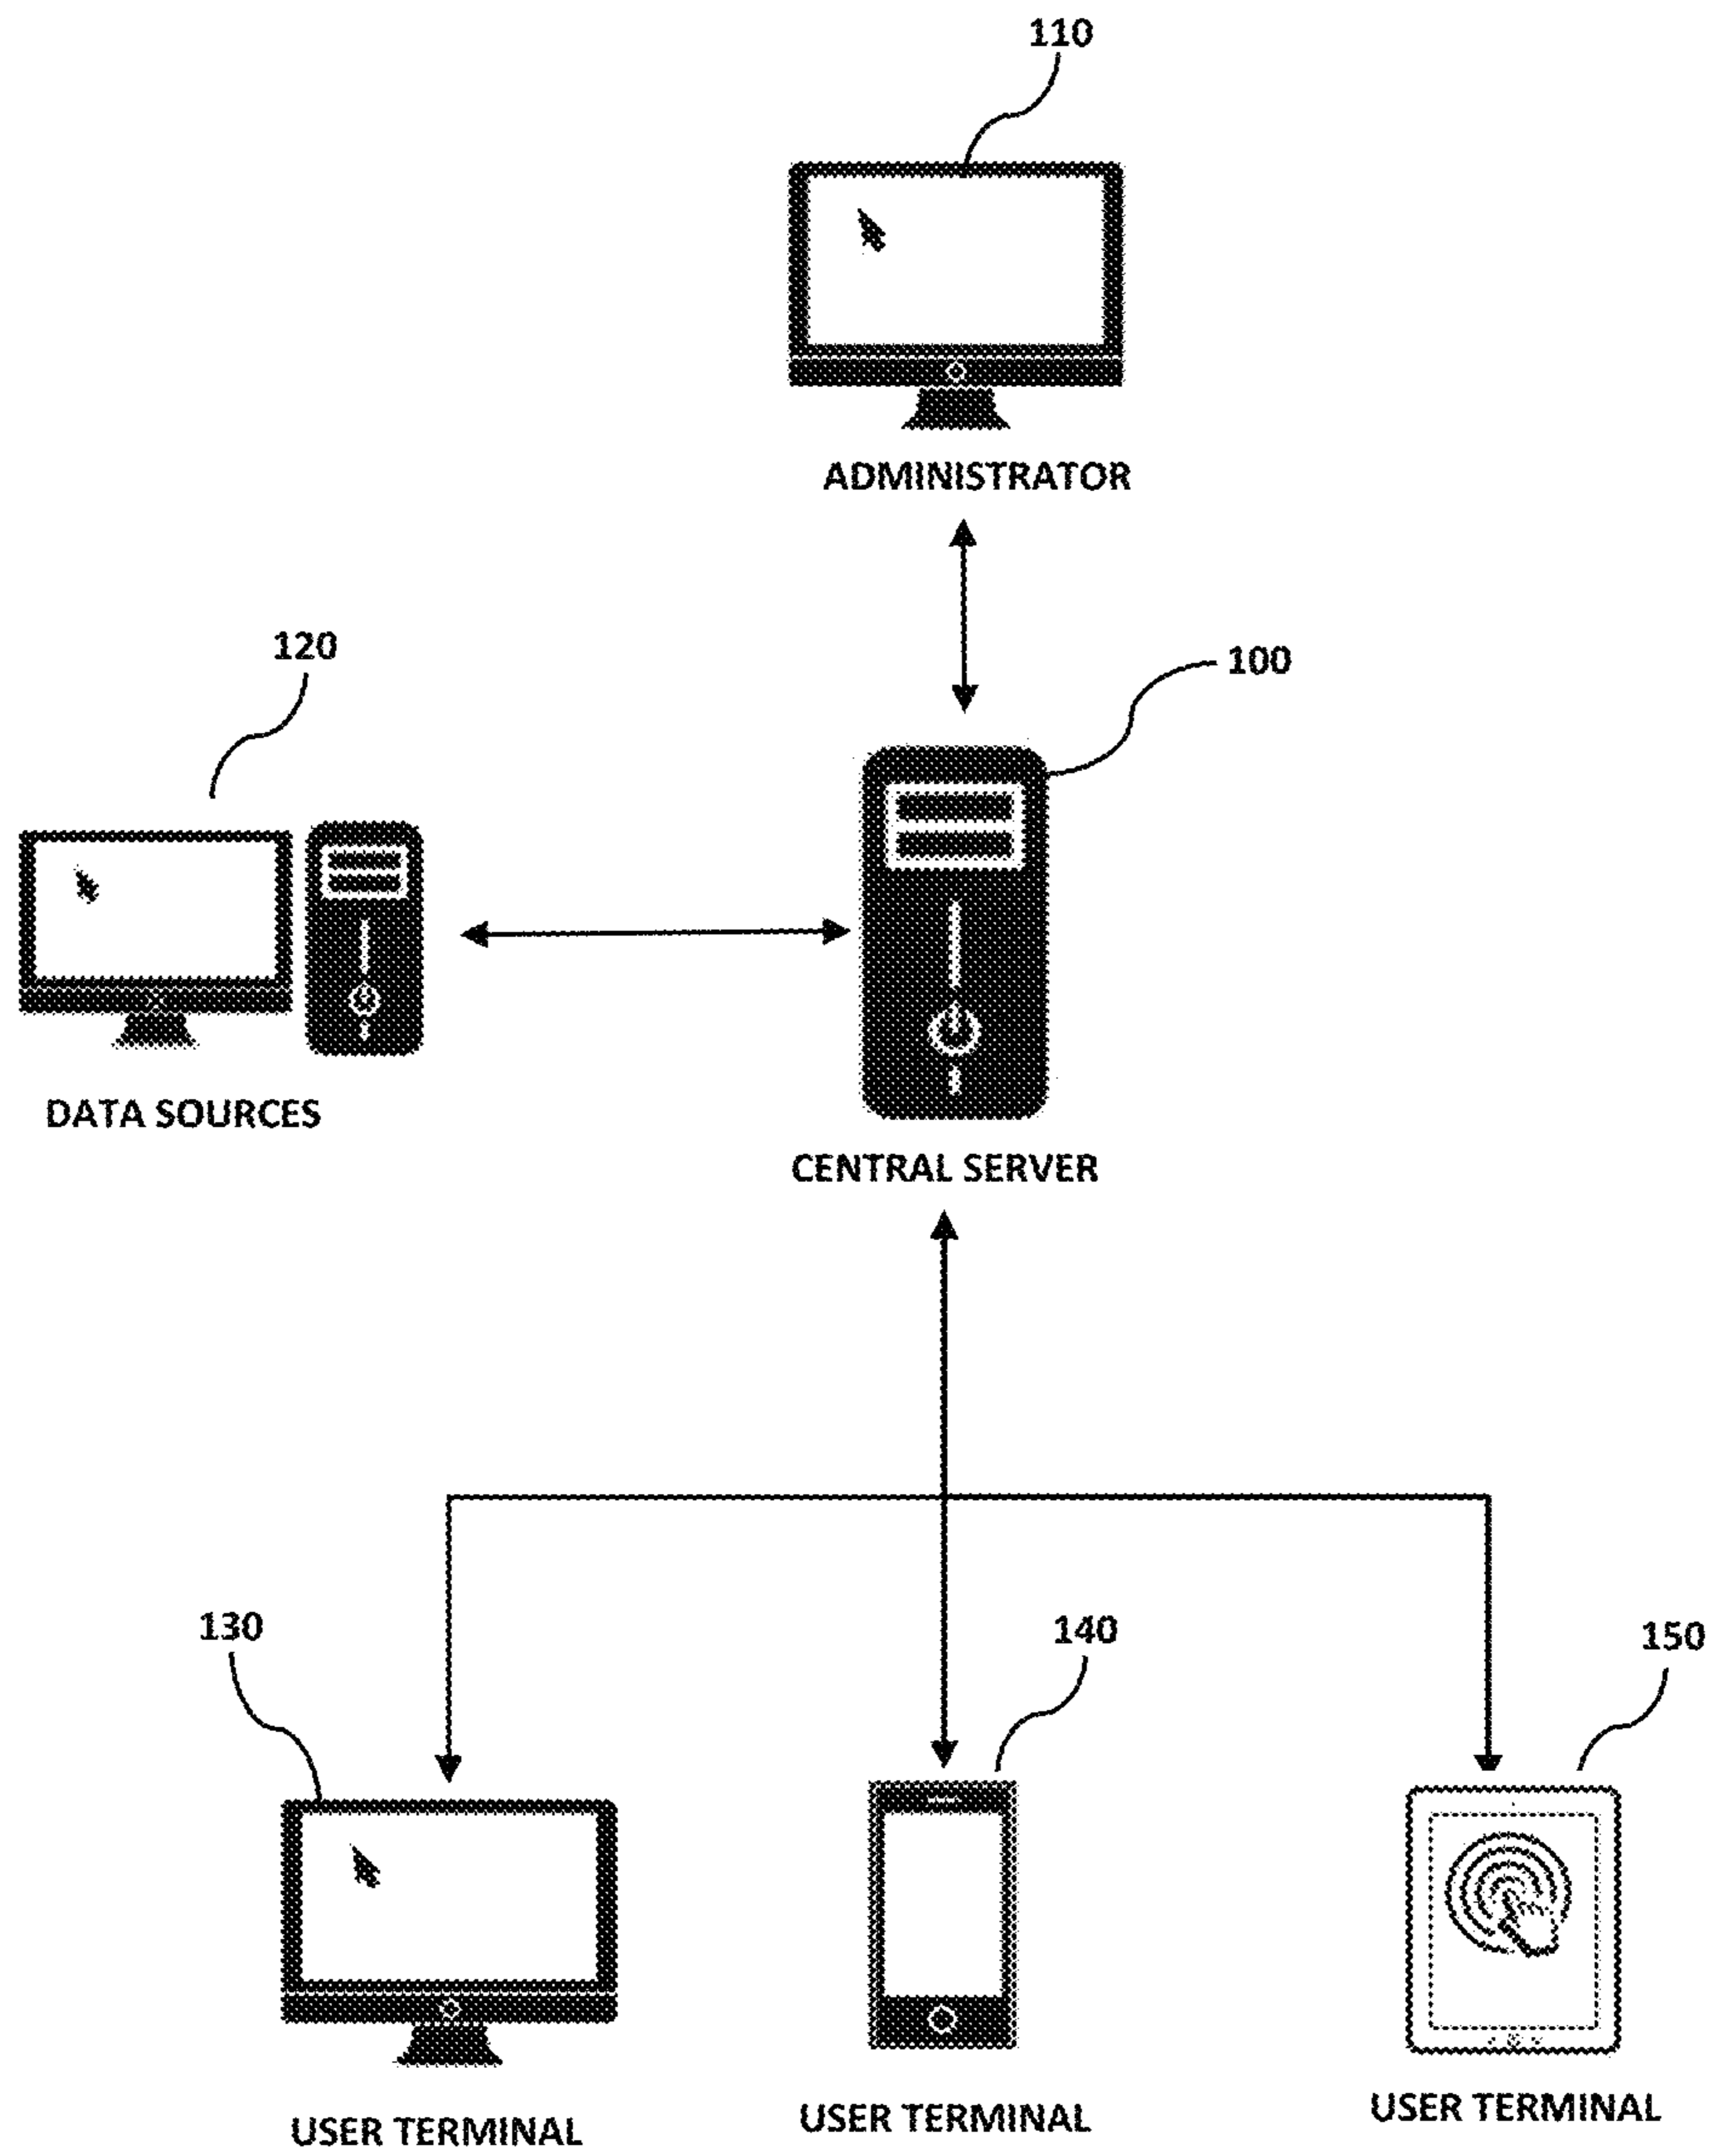 110
ADMINISTRATOR
120
100
DATA SOURCES
CENTRAL SERVER
130
140
150
USER TERMINAL
USER TERMINAL
USER TERMINAL